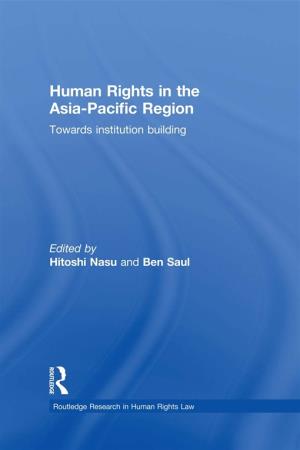 Human Rights in the
Asia-Pacific Region
Towards institution building
Edited by
Hitoshi Nasu and Ben Saul
ROUTLEDGE
Routledge Research in Human Rights Law